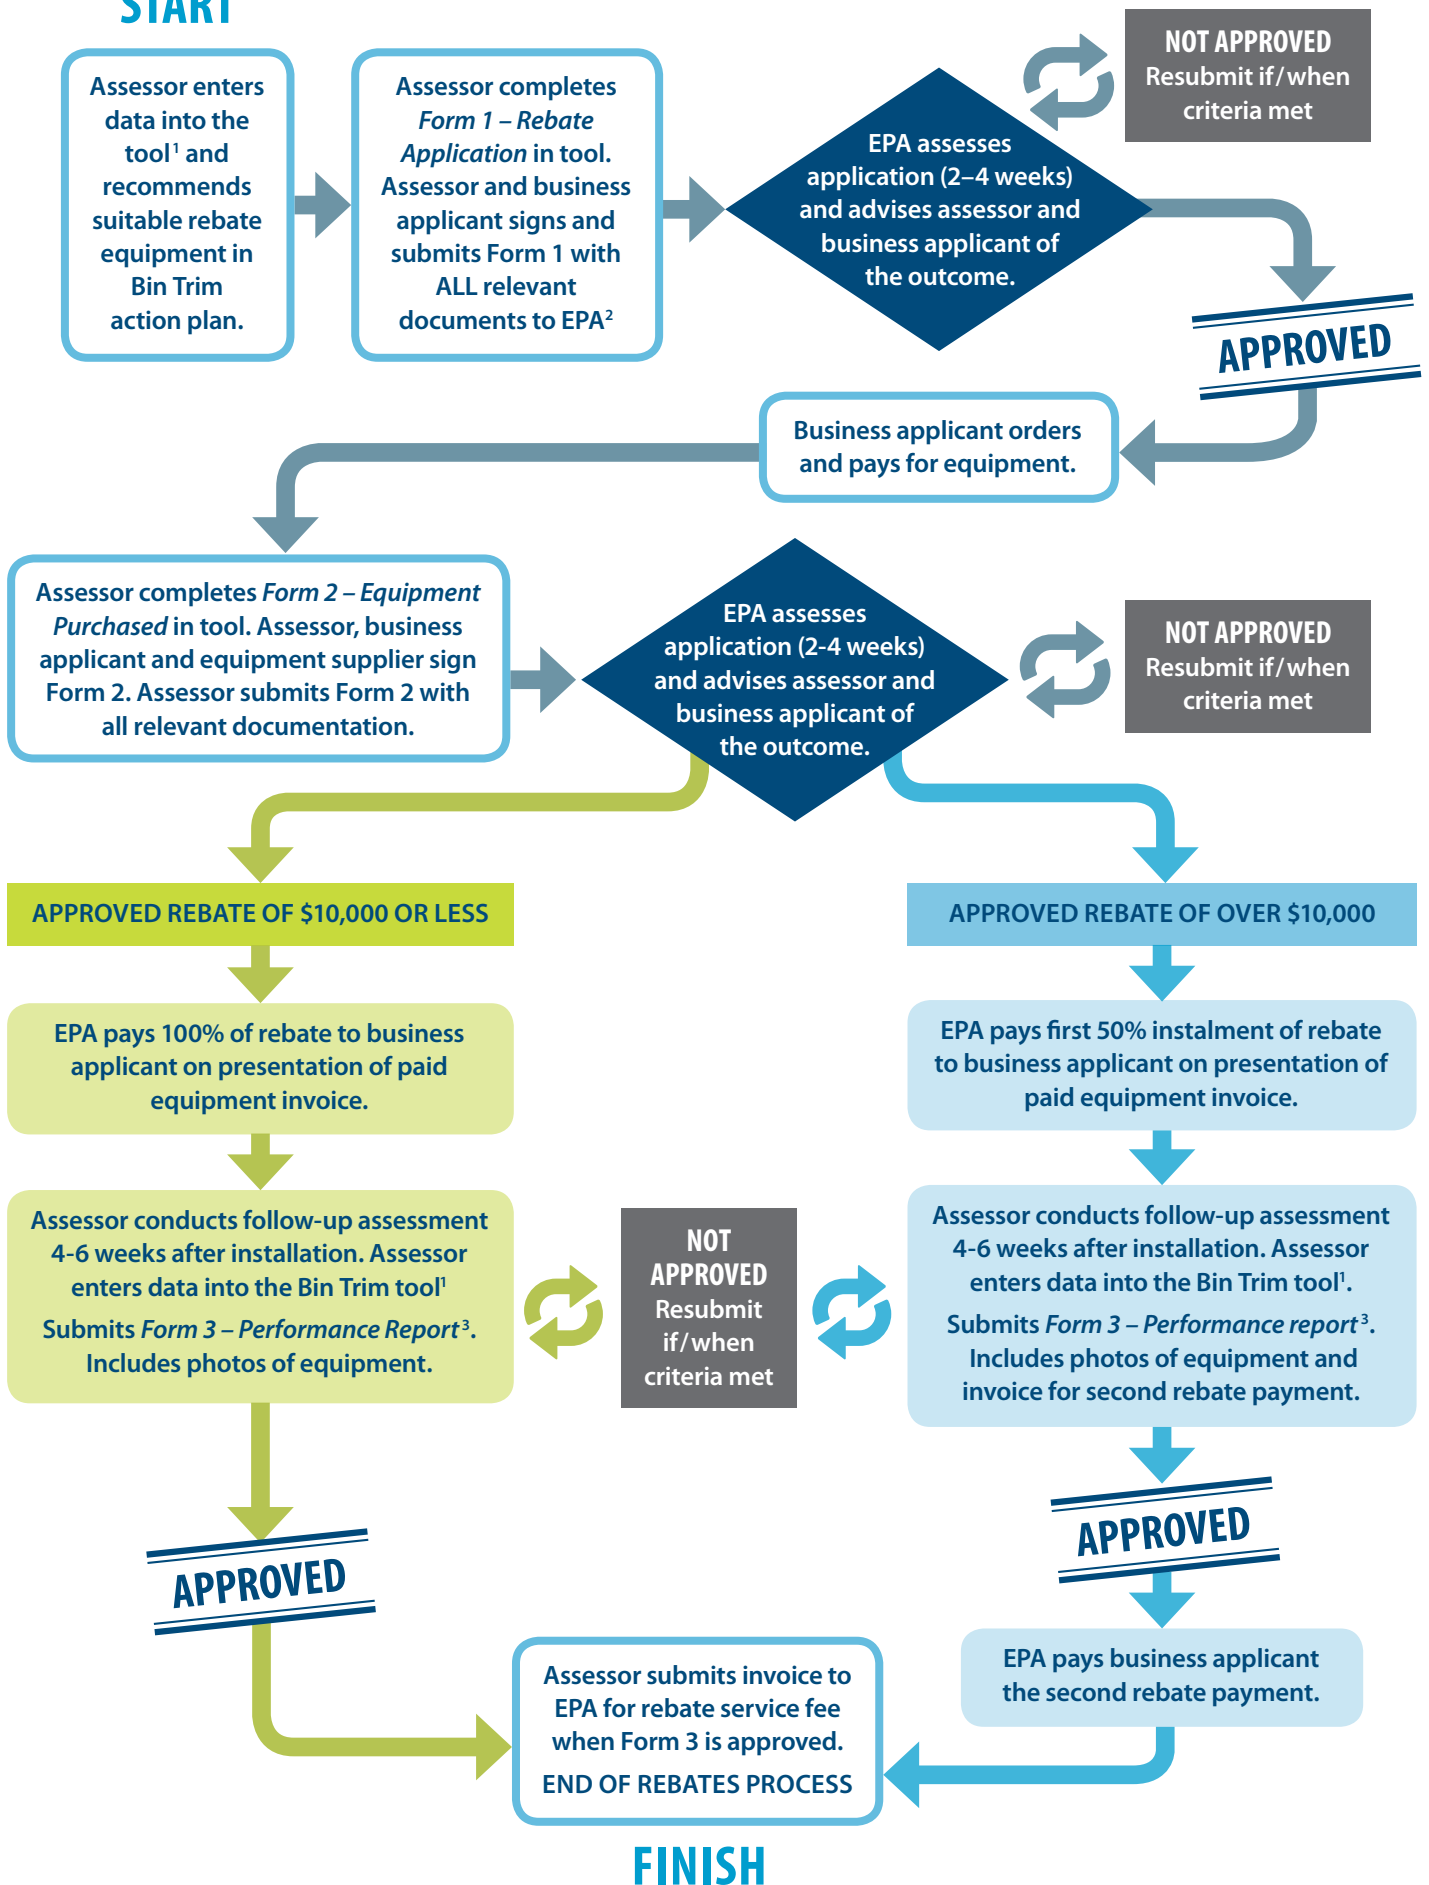 START
Assessor enters
data into the
tool¹ and
recommends
suitable rebate
equipment in
Bin Trim
action plan.
Assessor completes
Form 1 – Rebate
Application in tool.
Assessor and business
applicant signs and
submits Form 1 with
ALL relevant
documents to EPA²
EPA assesses
application (2–4 weeks)
and advises assessor and
business applicant of
the outcome.
NOT APPROVED
Resubmit if/when
criteria met
APPROVED
Business applicant orders
and pays for equipment.
Assessor completes Form 2 – Equipment
Purchased in tool. Assessor, business
applicant and equipment supplier sign
Form 2. Assessor submits Form 2 with
all relevant documentation.
EPA assesses
application (2-4 weeks)
and advises assessor and
business applicant of
the outcome.
NOT APPROVED
Resubmit if/when
criteria met
APPROVED REBATE OF $10,000 OR LESS
EPA pays 100% of rebate to business
applicant on presentation of paid
equipment invoice.
Assessor conducts follow-up assessment
4-6 weeks after installation. Assessor
enters data into the Bin Trim tool¹
Submits Form 3 – Performance Report³.
Includes photos of equipment.
NOT
APPROVED
Resubmit
if/when
criteria met
APPROVED REBATE OF OVER $10,000
EPA pays first 50% instalment of rebate
to business applicant on presentation of
paid equipment invoice.
Assessor conducts follow-up assessment
4-6 weeks after installation. Assessor
enters data into the Bin Trim tool¹.
Submits Form 3 – Performance report³.
Includes photos of equipment and
invoice for second rebate payment.
APPROVED
APPROVED
EPA pays business applicant
the second rebate payment.
Assessor submits invoice to
EPA for rebate service fee
when Form 3 is approved.
END OF REBATES PROCESS
FINISH